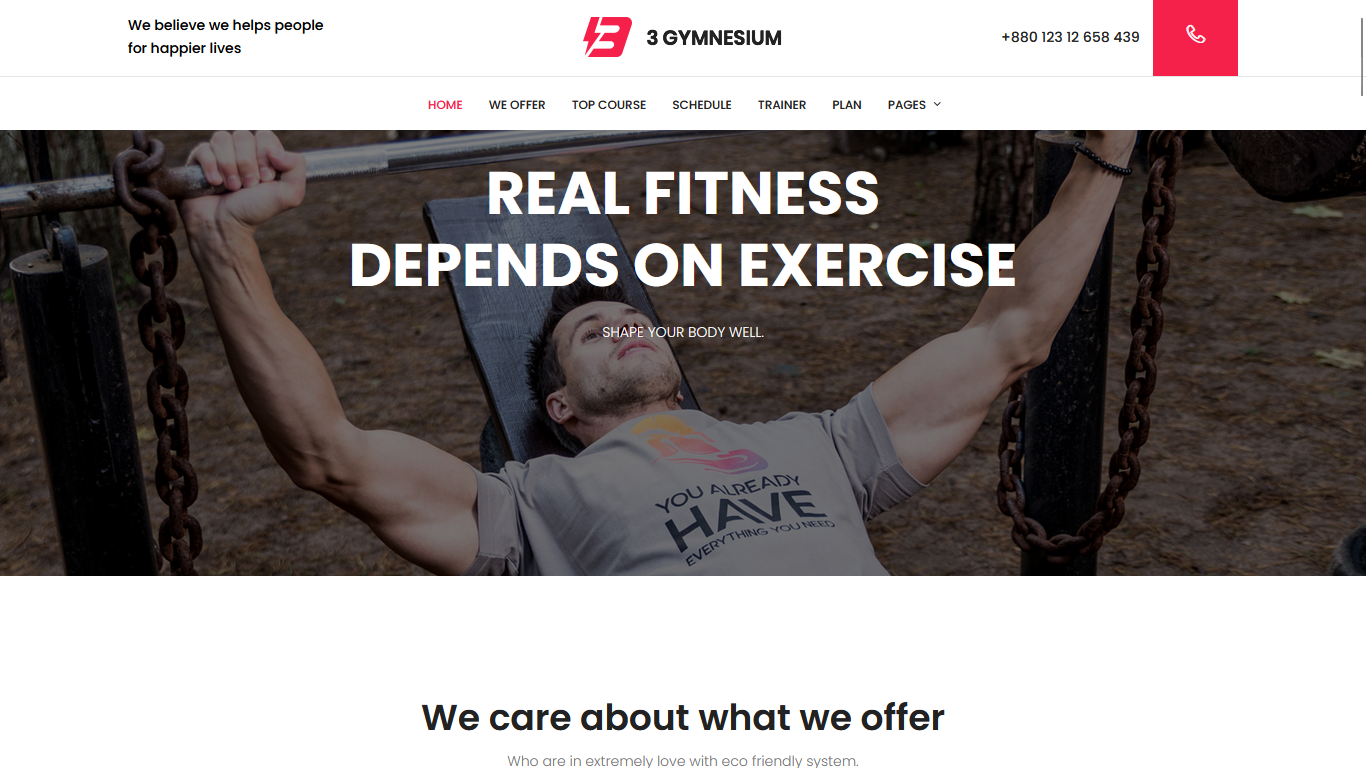 We believe we helps people
for happier lives
3 GYMNESIUM
+880 123 12 658 439
HOME WE OFFER TOP COURSE SCHEDULE TRAINER PLAN PAGES
REAL FITNESS
DEPENDS ON EXERCISE
SHAPE YOUR BODY WELL.
YOU ALREADY
HAVE
EVERYTHING YOU NEED
We care about what we offer
Who are in extremely love with eco friendly system.